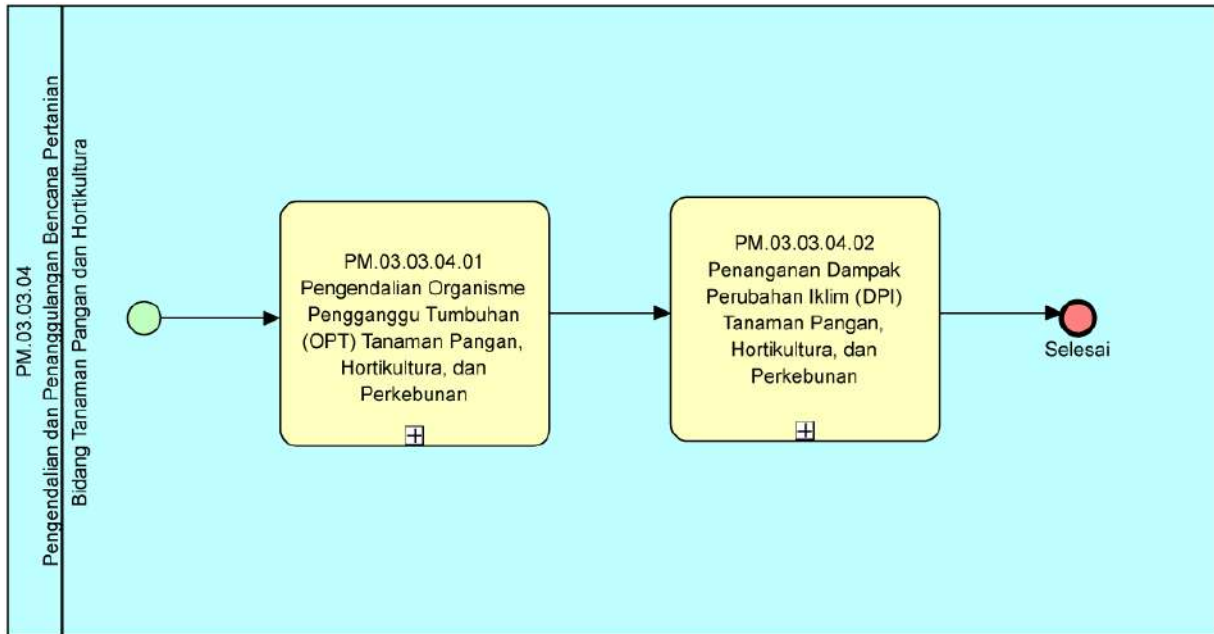 PM.03.03.04
Pengendalian dan Penanggulangan Bencana Pertanian
Bidang Tanaman Pangan dan Hortikultura
PM.03.03.04.01
Pengendalian Organisme
Pengganggu Tumbuhan
(OPT) Tanaman Pangan,
Hortikultura, dan
Perkebunan
PM.03.03.04.02
Penanganan Dampak
Perubahan Iklim (DPI)
Tanaman Pangan,
Hortikultura, dan
Perkebunan
Selesai